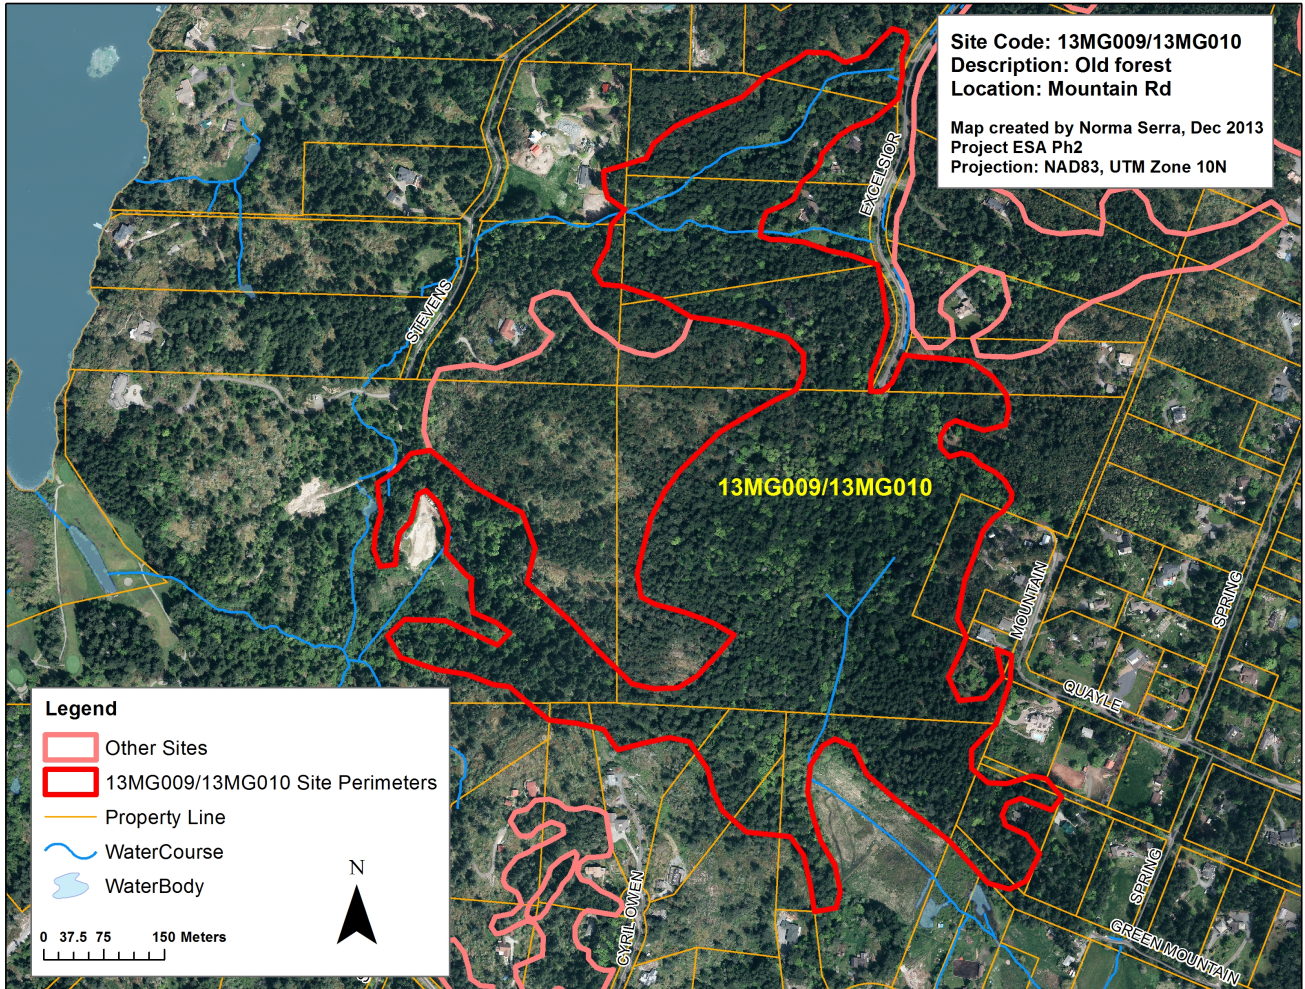 Site Code: 13MG009/13MG010
Description: Old forest
Location: Mountain Rd
Map created by Norma Serra, Dec 2013
Project ESA Ph2
Projection: NAD83, UTM Zone 10N
EXCELSIOR
STEVENS
13MG009/13MG010
MOUNTAIN
SPRING
QUAYLE
SPRING
GREEN MOUNTAIN
CYRIL OWEN
Legend
Other Sites
13MG009/13MG010 Site Perimeters
Property Line
WaterCourse
WaterBody
N
0 37.5 75 150 Meters